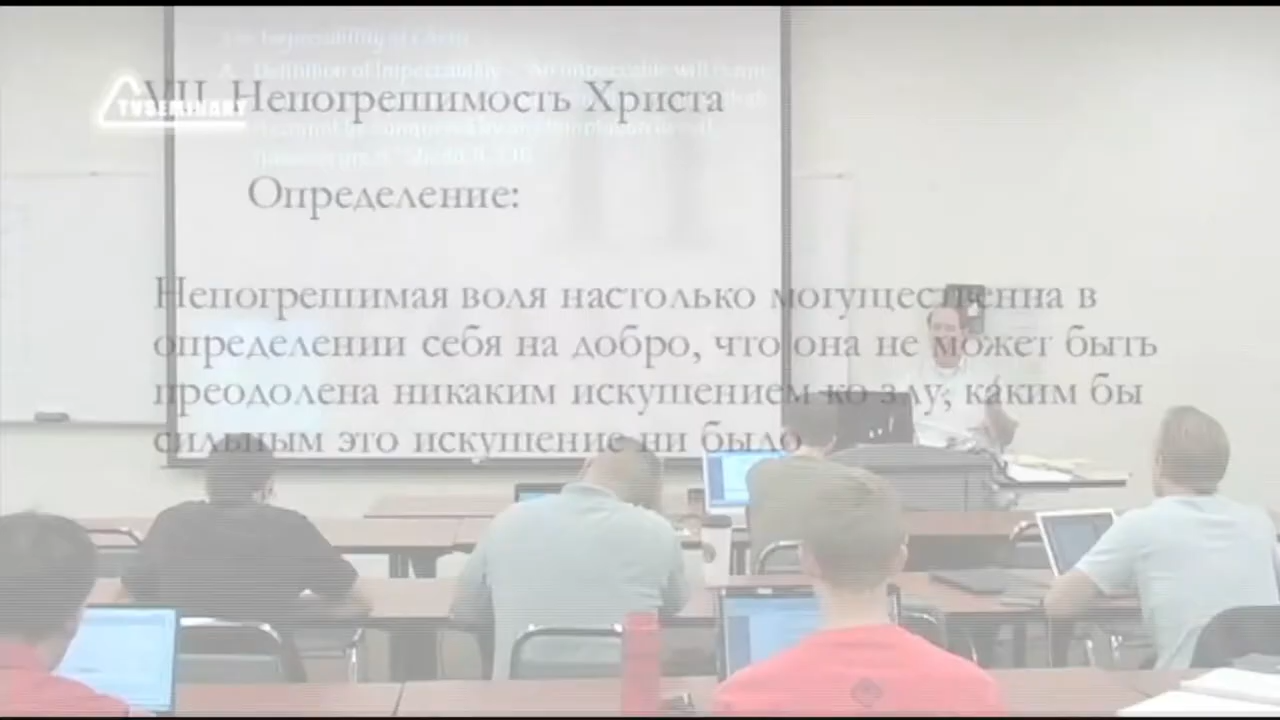 VII. Непогрешимость Христа
TVSEMINARY
Определение:
Непогрешимая воля настолько могущественна в
определении себя на добро, что она не может быть
преодолена никаким искушением ко злу, каким бы
сильным это искушение ни было